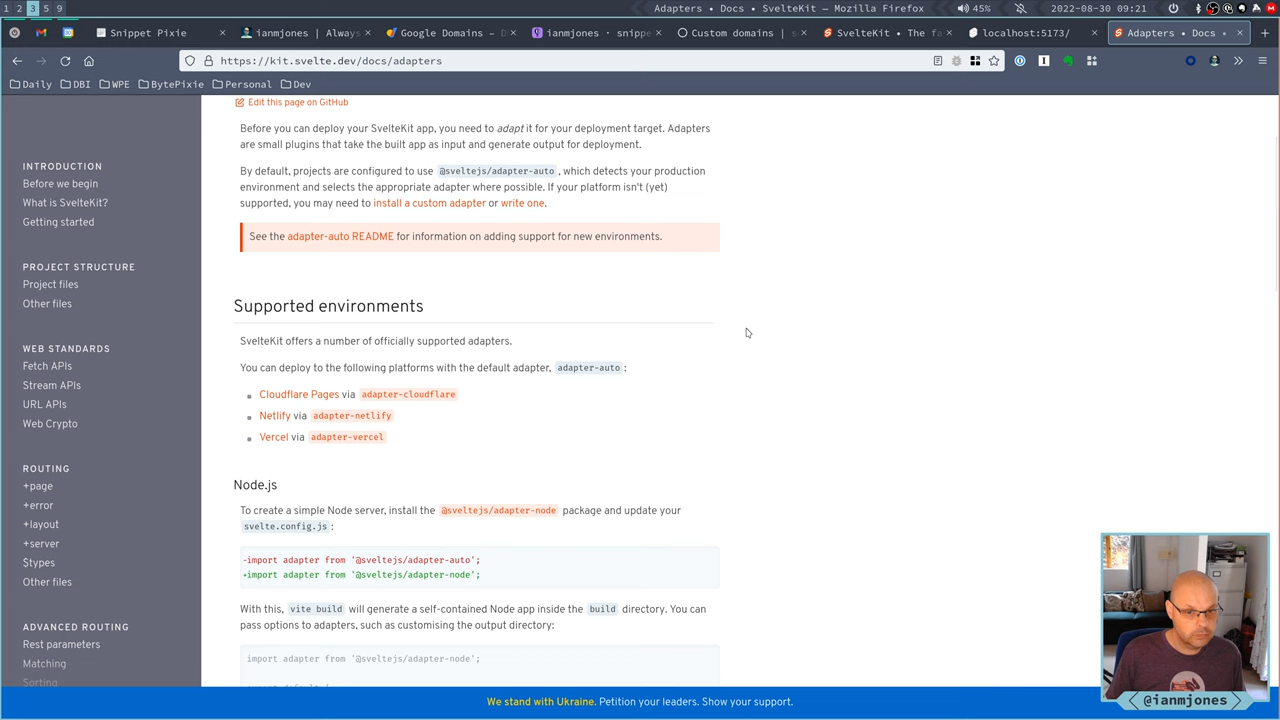 1 2 3 5 9
Adapters • Docs • SvelteKit — Mozilla Firefox
45%
2022-08-30 09:21
Snippet Pixie
ianmjones | Always
Google Domains – D
ianmjones · snippe
Custom domains | s
SvelteKit • The fa
localhost:5173/
Adapters • Docs •
https://kit.svelte.dev/docs/adapters
Daily
DBI
WPE
BytePixie
Personal
Dev
Edit this page on GitHub
Before you can deploy your SvelteKit app, you need to adapt it for your deployment target. Adapters
are small plugins that take the built app as input and generate output for deployment.
By default, projects are configured to use @sveltejs/adapter-auto, which detects your production
environment and selects the appropriate adapter where possible. If your platform isn't (yet)
supported, you may need to install a custom adapter or write one.
See the adapter-auto README for information on adding support for new environments.
Supported environments
SvelteKit offers a number of officially supported adapters.
You can deploy to the following platforms with the default adapter, adapter-auto:
Cloudflare Pages via adapter-cloudflare
Netlify via adapter-netlify
Vercel via adapter-vercel
Node.js
To create a simple Node server, install the @sveltejs/adapter-node package and update your
svelte.config.js:
-import adapter from '@sveltejs/adapter-auto';
+import adapter from '@sveltejs/adapter-node';
With this, vite build will generate a self-contained Node app inside the build directory. You can
pass options to adapters, such as customising the output directory:
import adapter from '@sveltejs/adapter-node';
INTRODUCTION
Before we begin
What is SvelteKit?
Getting started
PROJECT STRUCTURE
Project files
Other files
WEB STANDARDS
Fetch APIs
Stream APIs
URL APIs
Web Crypto
ROUTING
+page
+error
+layout
+server
$types
Other files
ADVANCED ROUTING
Rest parameters
Matching
Sorting
We stand with Ukraine. Petition your leaders. Show your support.
@ianmjones